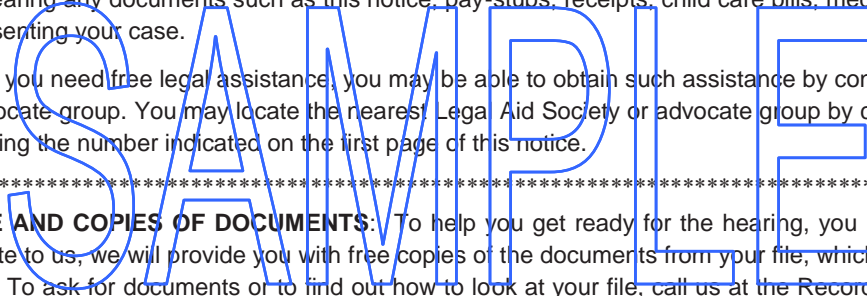 earing any documents such as this notice, pay-stubs, receipts, child care bills, med
senting your case.
you need free legal assistance, you may be able to obtain such assistance by con
ocate group. You may locate the nearest Legal Aid Society or advocate group by c
ing the number indicated on the first page of this notice.
SAMPLE
AND COPIES OF DOCUMENTS: To help you get ready for the hearing, you
te to us, we will provide you with free copies of the documents from your file, which
To ask for documents or to find out how to look at your file, call us at the Recor